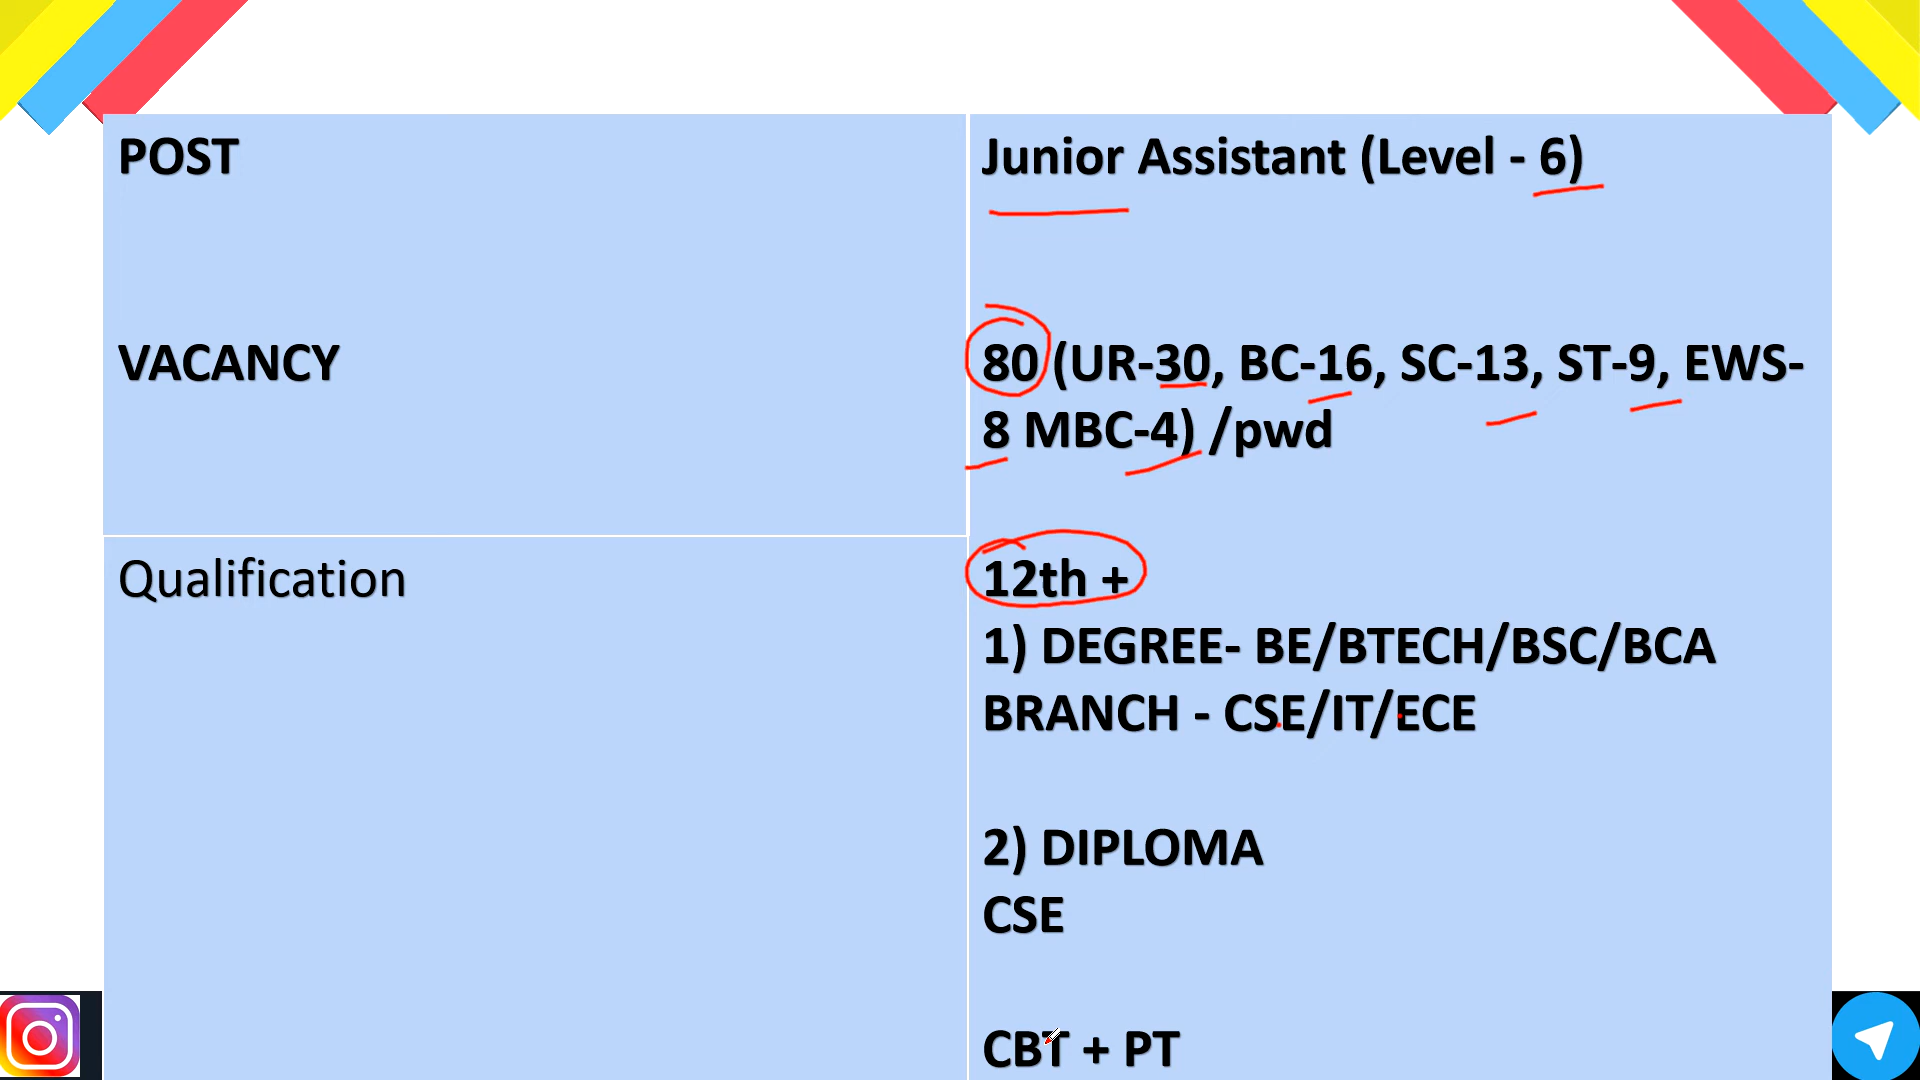 POST
Junior Assistant (Level - 6)
VACANCY
80 (UR-30, BC-16, SC-13, ST-9, EWS-
8 MBC-4) /pwd
Qualification
12th +
1) DEGREE- BE/BTECH/BSC/BCA
BRANCH - CSE/IT/ECE
2) DIPLOMA
CSE
CBT + PT